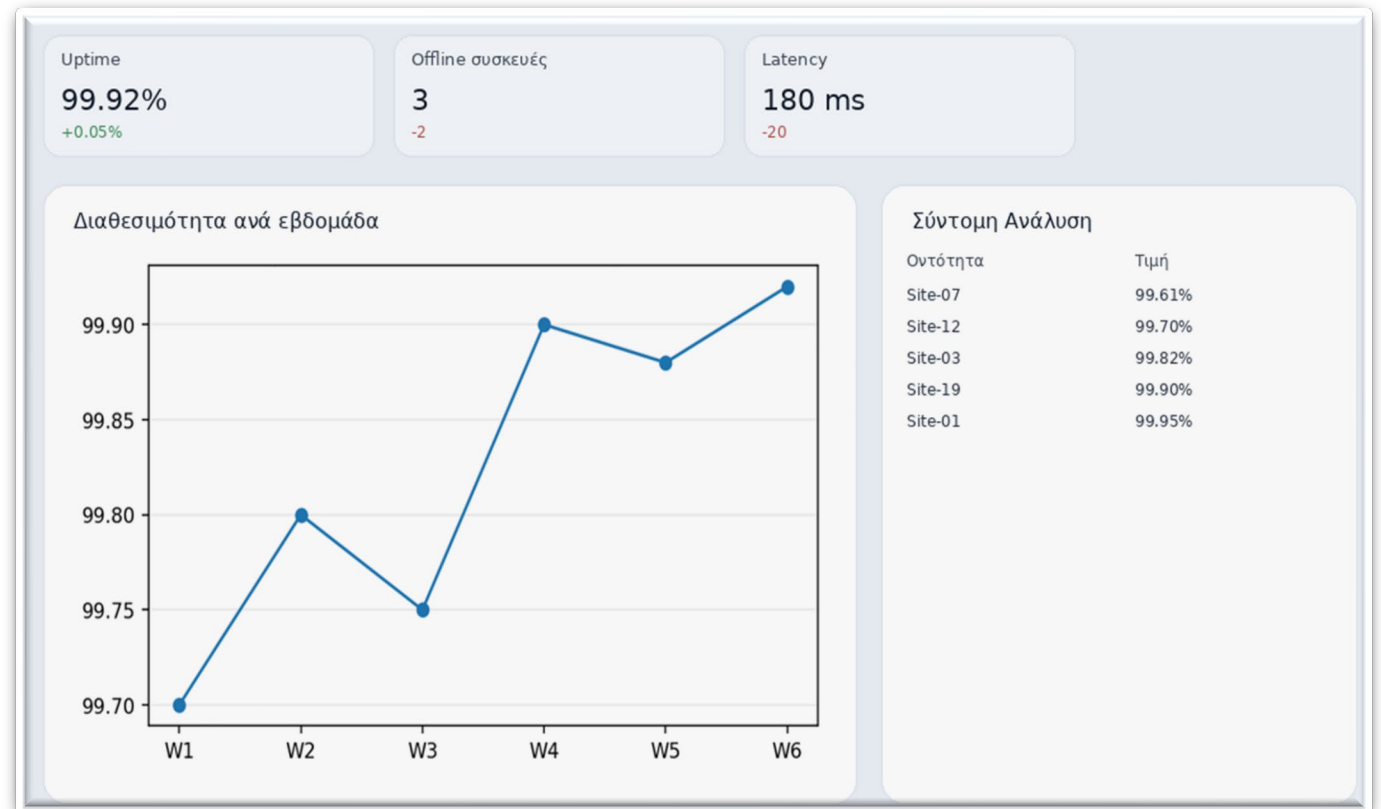 Uptime
99.92%
+0.05%
Offline συσκευές
3
-2
Latency
180 ms
-20
Διαθεσιμότητα ανά εβδομάδα
99.90
99.85
99.80
99.75
99.70
W1 W2 W3 W4 W5 W6
Σύντομη Ανάλυση
Οντότητα Τιμή
Site-07 99.61%
Site-12 99.70%
Site-03 99.82%
Site-19 99.90%
Site-01 99.95%